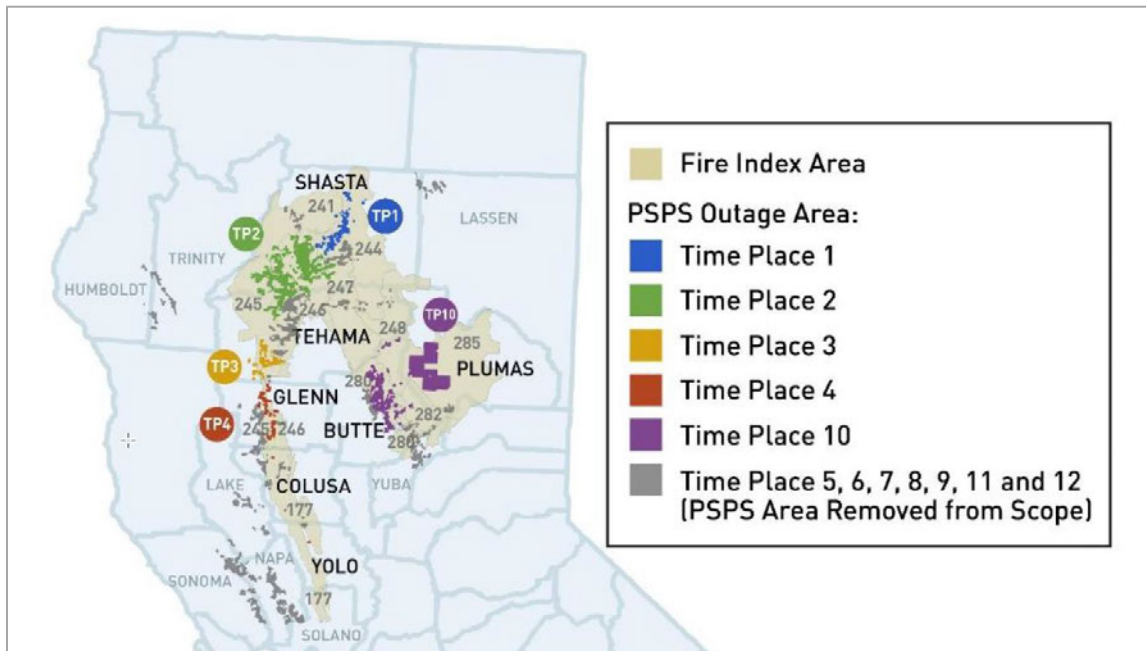 SHASTA
241
TP1
LASSEN
TP2
244
TRINITY
HUMBOLDT
247
245
246
TP10
TEHAMA
248
285
TP3
PLUMAS
280
GLENN
282
TP4
245
246
BUTTE
280
LAKE
COLUSA
YUBA
177
NAPA
YOLO
SONOMA
177
SOLANO
Fire Index Area
PSPS Outage Area:
Time Place 1
Time Place 2
Time Place 3
Time Place 4
Time Place 10
Time Place 5, 6, 7, 8, 9, 11 and 12
(PSPS Area Removed from Scope)